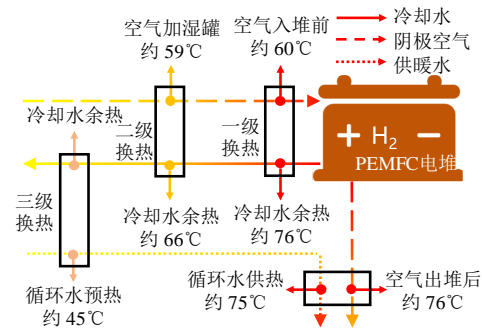 空气加湿罐
约 59℃
空气入堆前
约 60℃
冷却水
阴极空气
供暖水
冷却水余热
二级
换热
一级
换热
H2
PEMFC电堆
三级
换热
冷却水余热
约 66℃
冷却水余热
约 76℃
循环水预热
约 45℃
循环水供热
约 75℃
空气出堆后
约 76℃